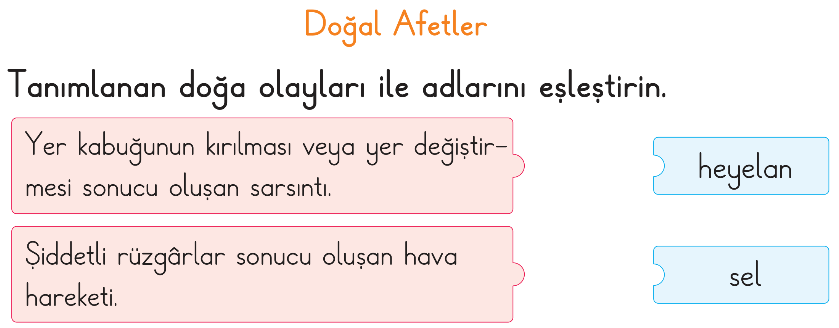 Doğal Afetler
Tanımlanan doğa olayları ile adlarını eşleştirin.
Yer kabuğunun kırılması veya yer değiştir-
mesi sonucu oluşan sarsıntı.
heyelan
Şiddetli rüzgârlar sonucu oluşan hava
hareketi.
sel